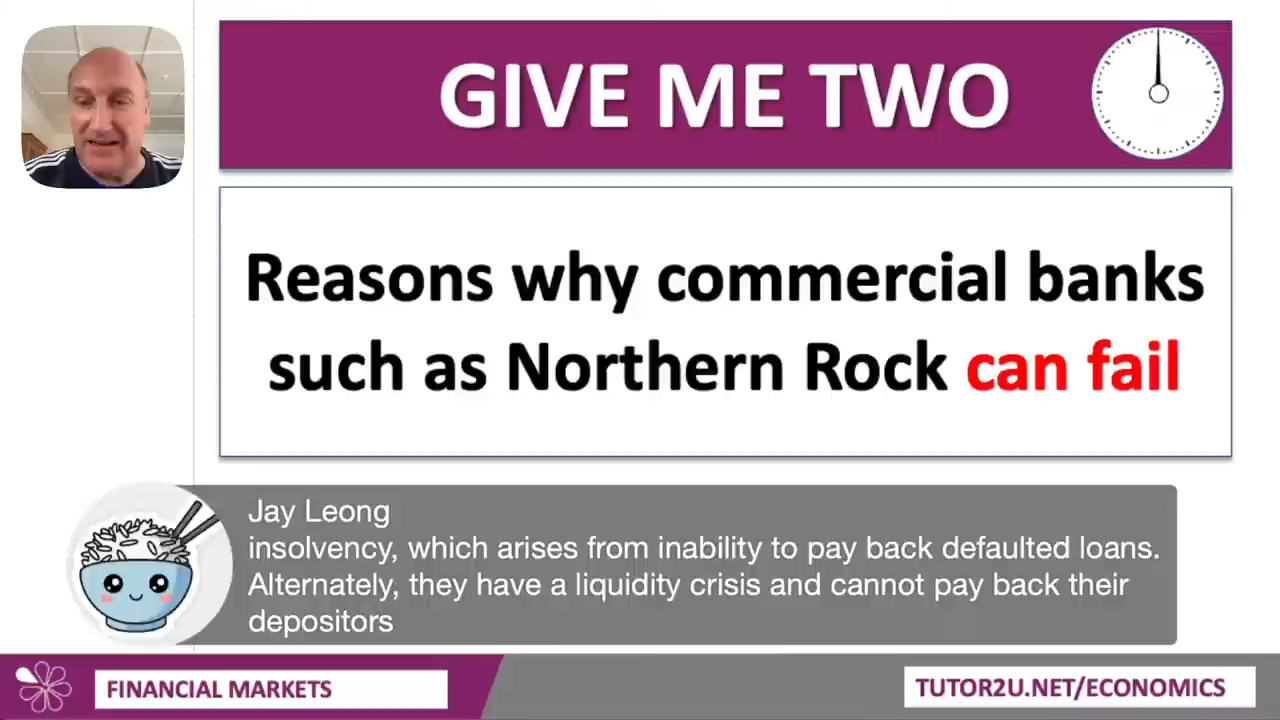 GIVE ME TWO
Reasons why commercial banks
such as Northern Rock can fail
Jay Leong
insolvency, which arises from inability to pay back defaulted loans.
Alternately, they have a liquidity crisis and cannot pay back their
depositors
FINANCIAL MARKETS
TUTOR2U.NET/ECONOMICS